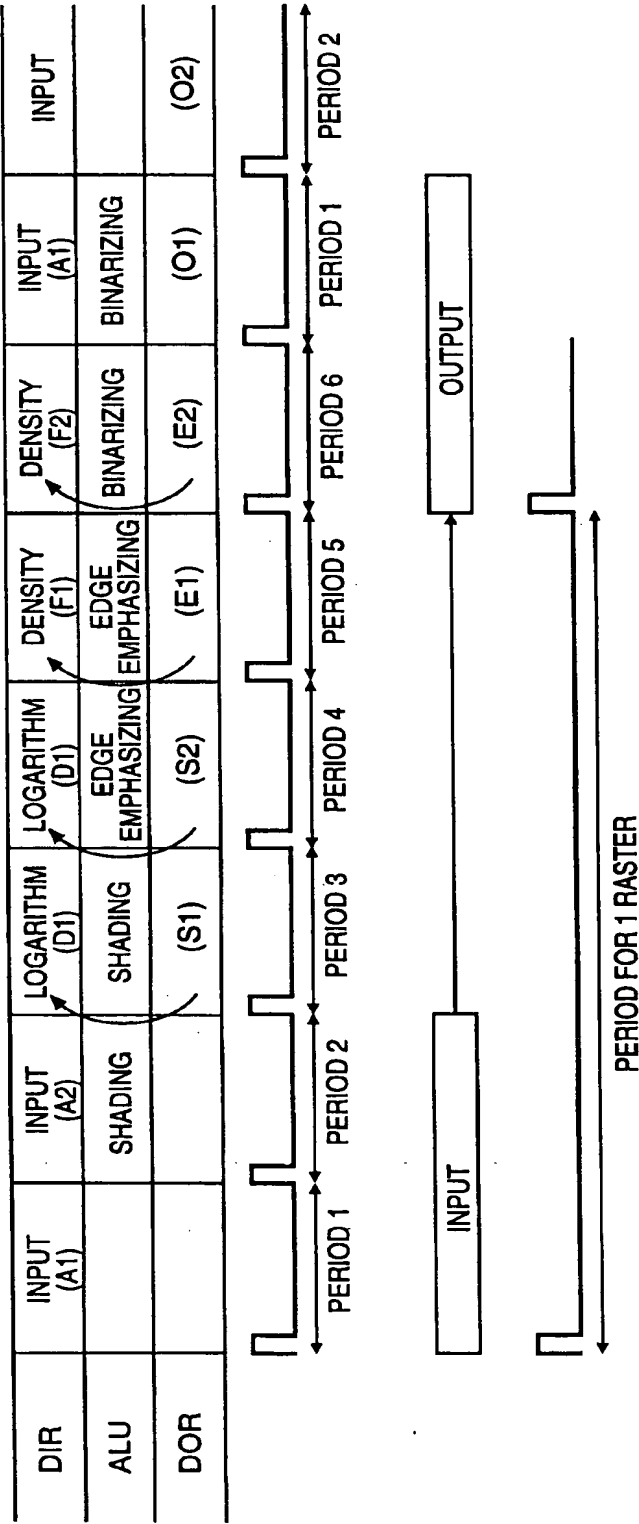 DIR
INPUT
(A1)
INPUT
(A2)
LOGARITHM
(D1)
LOGARITHM
(D1)
DENSITY
(F1)
DENSITY
(F2)
INPUT
(A1)
INPUT
ALU
SHADING
SHADING
EDGE
EMPHASIZING
EDGE
EMPHASIZING
BINARIZING
BINARIZING
DOR
(S1)
(S2)
(E1)
(E2)
(O1)
(O2)
PERIOD 1
PERIOD 2
PERIOD 3
PERIOD 4
PERIOD 5
PERIOD 6
PERIOD 1
PERIOD 2
INPUT
OUTPUT
PERIOD FOR 1 RASTER